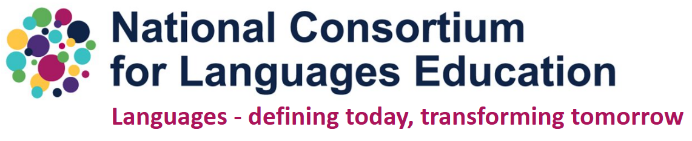 National Consortium
for Languages Education
Languages - defining today, transforming tomorrow